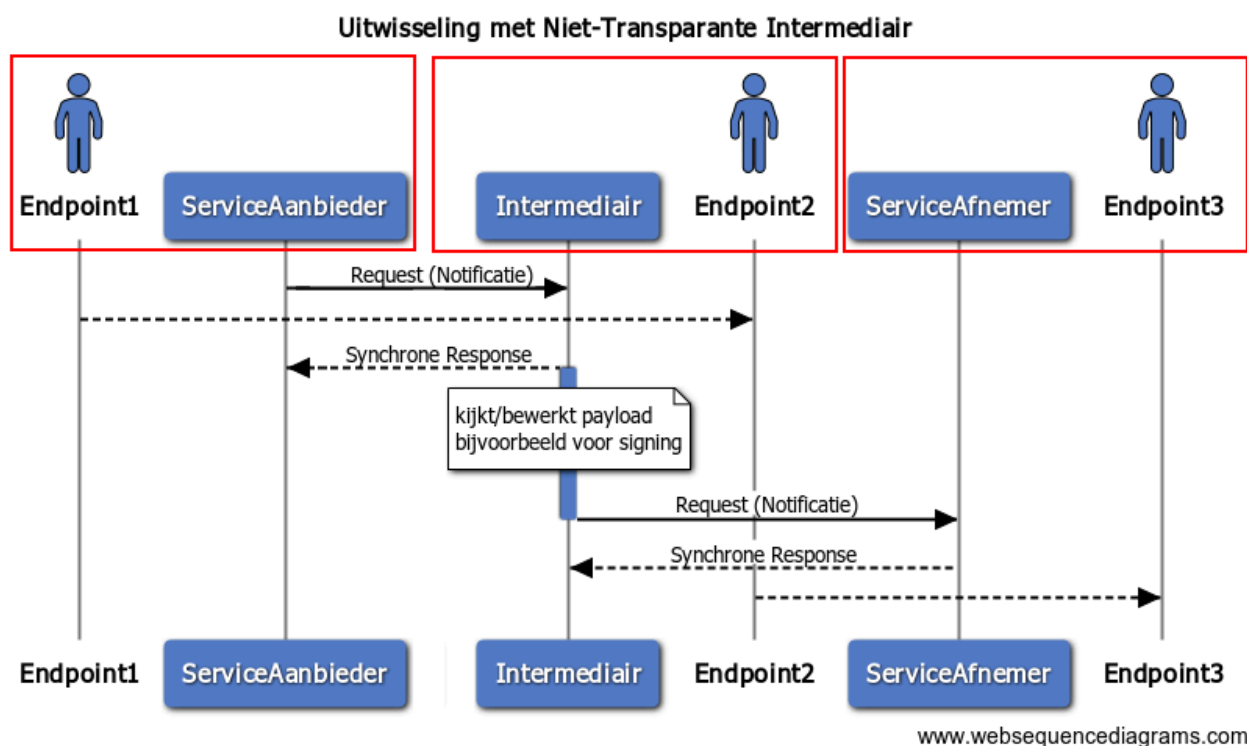 Uitwisseling met Niet-Transparante Intermediair
Endpoint1
ServiceAanbieder
Intermediair
Endpoint2
ServiceAfnemer
Endpoint3
Request (Notificatie)
Synchrone Response
kijkt/bewerkt payload
bijvoorbeeld voor signing
Request (Notificatie)
Synchrone Response
Endpoint1
ServiceAanbieder
Intermediair
Endpoint2
ServiceAfnemer
Endpoint3
www.websequencediagrams.com